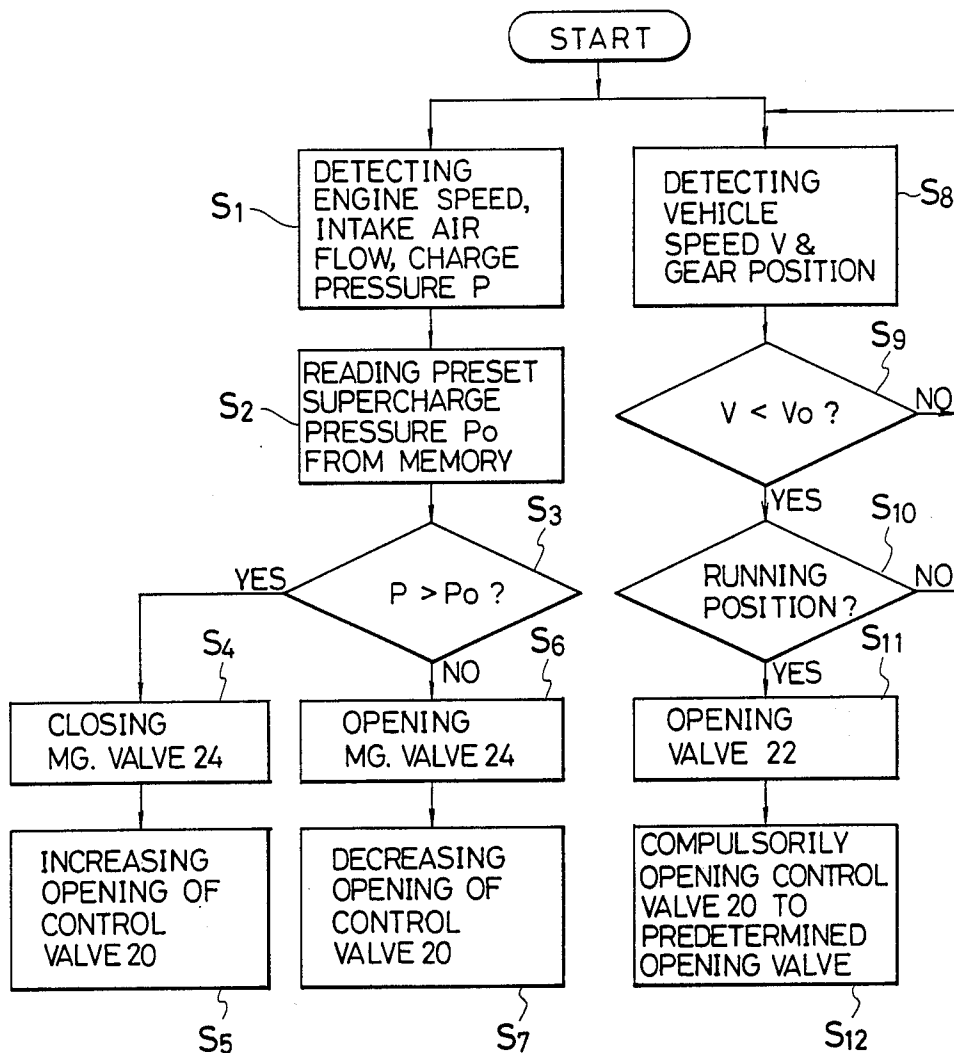 START
S1
DETECTING
ENGINE SPEED,
INTAKE AIR
FLOW, CHARGE
PRESSURE P
S2
READING PRESET
SUPERCHARGE
PRESSURE Po
FROM MEMORY
S3
P > Po ?
YES
NO
S4
CLOSING
MG. VALVE 24
S5
INCREASING
OPENING OF
CONTROL
VALVE 20
S6
OPENING
MG. VALVE 24
S7
DECREASING
OPENING OF
CONTROL
VALVE 20
S8
DETECTING
VEHICLE
SPEED V &
GEAR POSITION
S9
V < Vo ?
NO
YES
S10
RUNNING
POSITION ?
NO
YES
S11
OPENING
VALVE 22
S12
COMPULSORILY
OPENING CONTROL
VALVE 20 TO
PREDETERMINED
OPENING VALVE